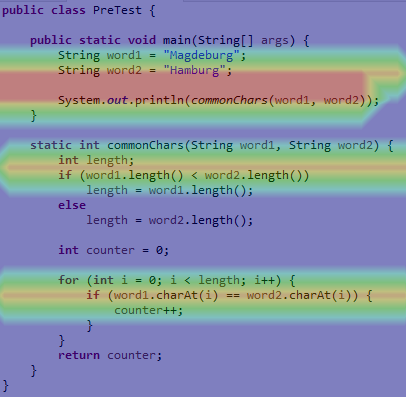 public class PreTest {
public static void main(String[] args) {
String word1 = "Magdeburg";
String word2 = "Hamburg";
System.out.println(commonChars(word1, word2));
}
static int commonChars(String word1, String word2) {
int length;
if (word1.length() < word2.length())
length = word1.length();
else
length = word2.length();
int counter = 0;
for (int i = 0; i < length; i++) {
if (word1.charAt(i) == word2.charAt(i)) {
counter++;
}
}
return counter;
}
}